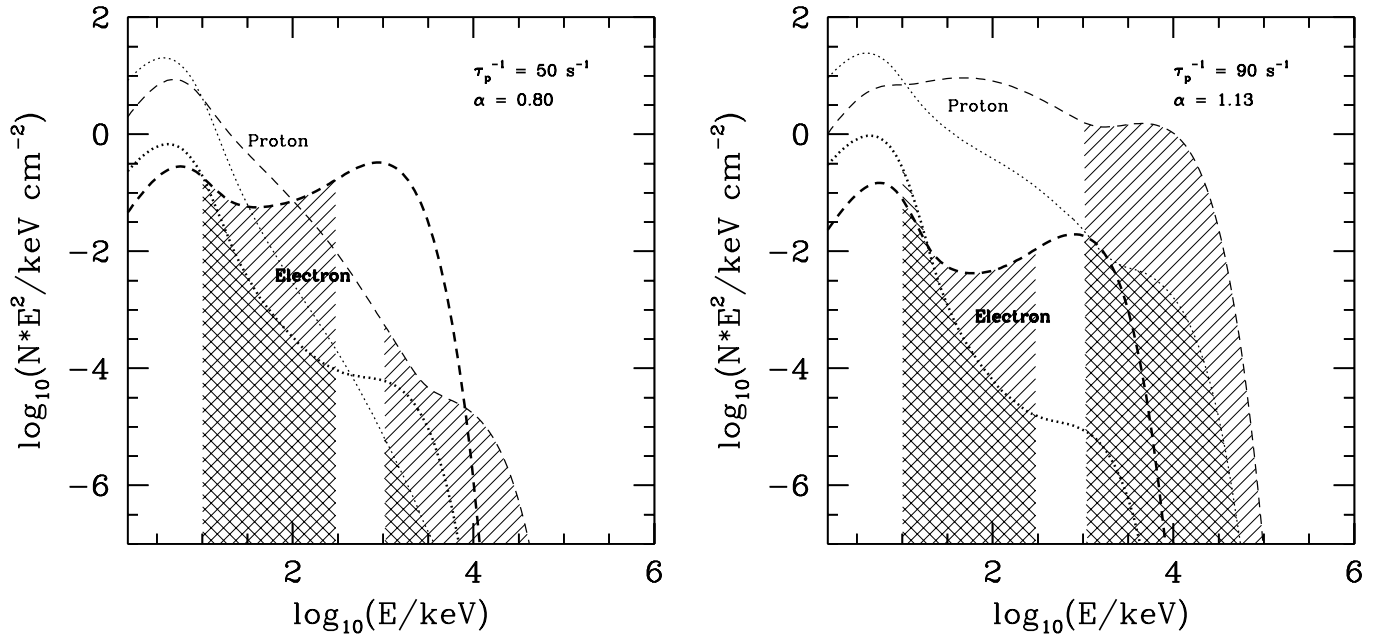 2
0
−2
−4
−6
log₁₀(N*E²/keV cm⁻²)
τₚ⁻¹ = 50 s⁻¹
α = 0.80
Proton
Electron
2 4 6
log₁₀(E/keV)
2
0
−2
−4
−6
log₁₀(N*E²/keV cm⁻²)
τₚ⁻¹ = 90 s⁻¹
α = 1.13
Proton
Electron
2 4 6
log₁₀(E/keV)